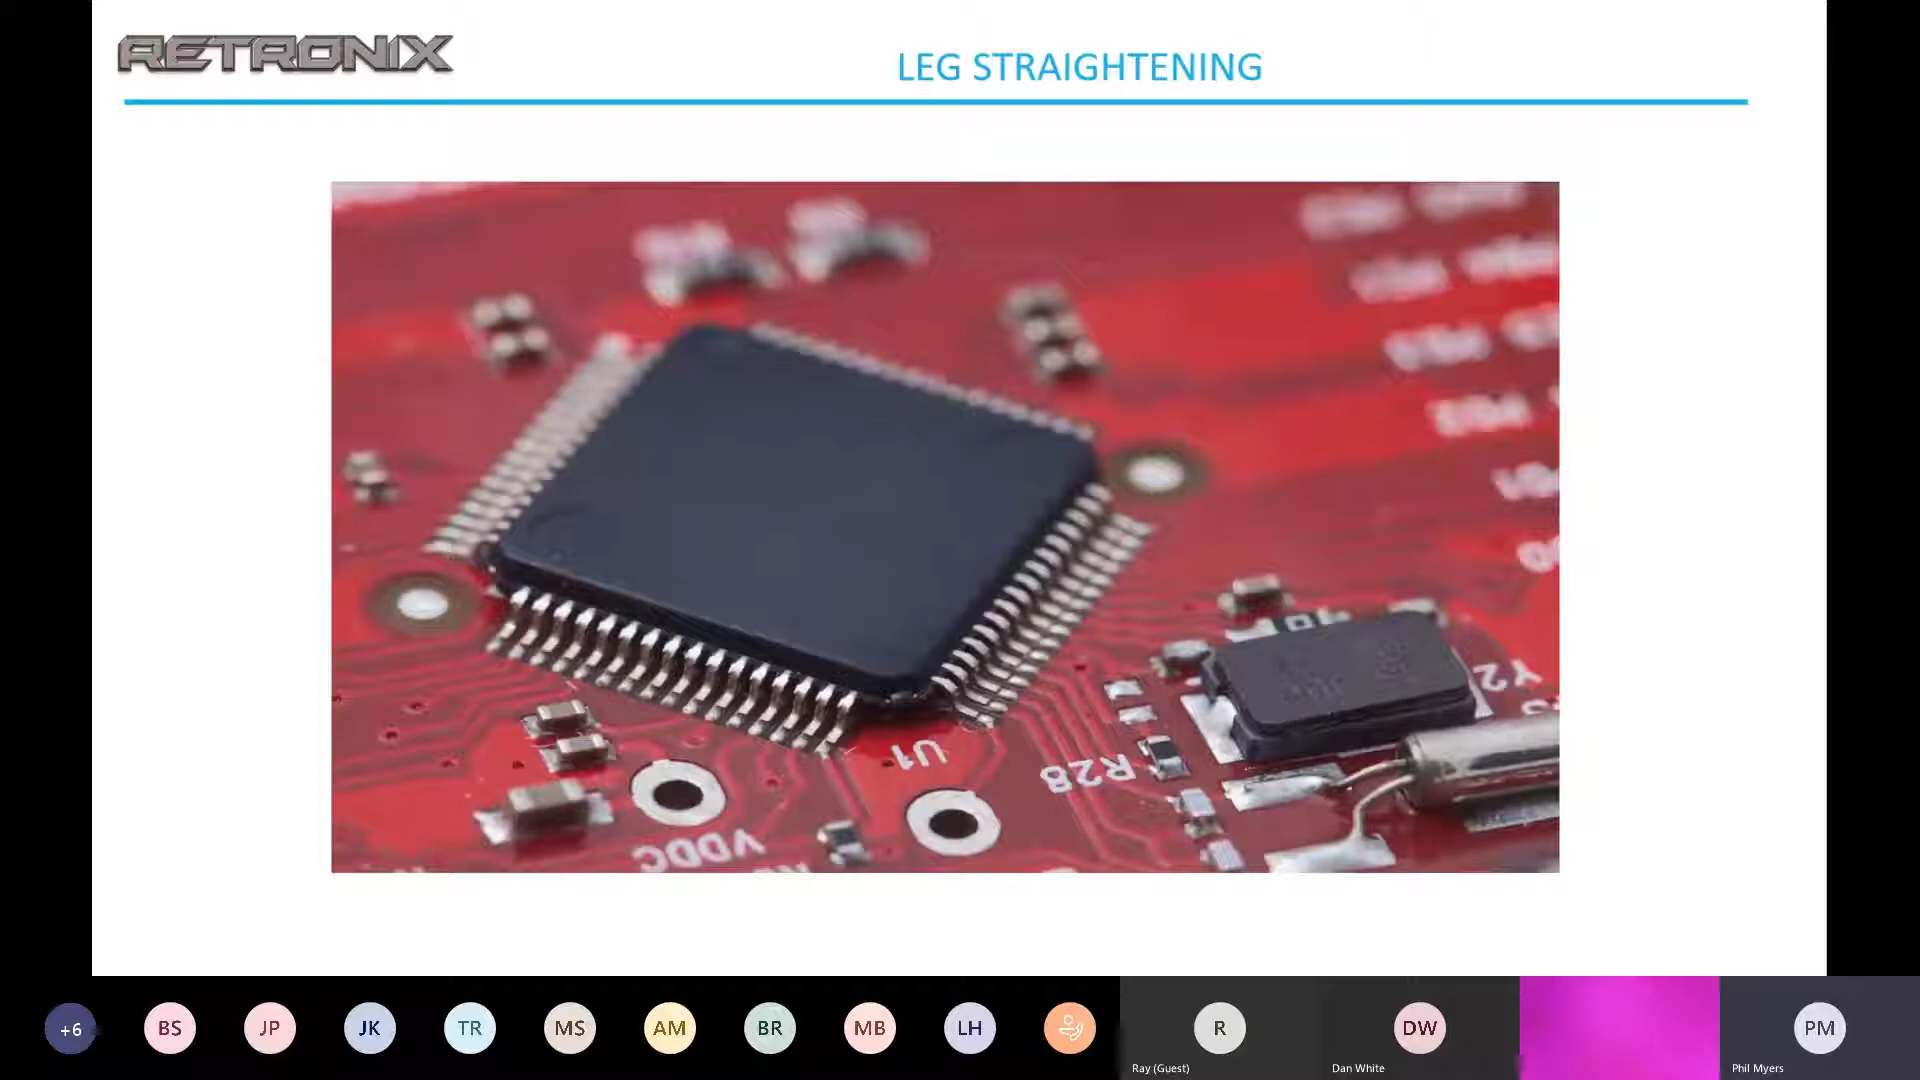 RETRONIX
LEG STRAIGHTENING
Y2
U1
R28
VDDC
+6
BS
JP
JK
TR
MS
AM
BR
MB
LH
R
DW
PM
Ray (Guest)
Dan White
Phil Myers